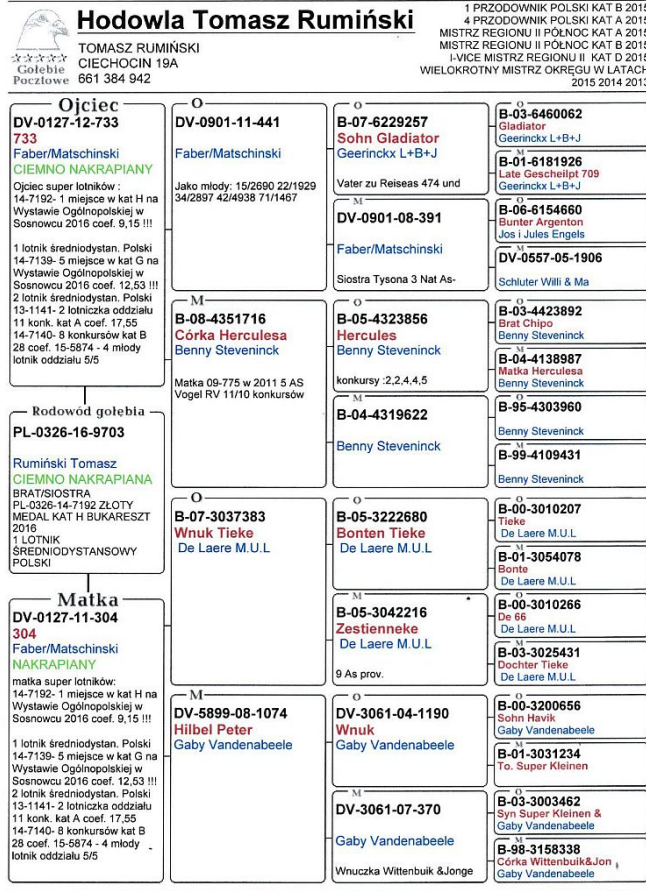 Hodowla Tomasz Rumiński
TOMASZ RUMIŃSKI
CIECHOCIN 19A
661 384 942
Gołębie
Pocztowe
1 PRZODOWNIK POLSKI KAT B 2015
4 PRZODOWNIK POLSKI KAT A 2015
MISTRZ REGIONU II PÓŁNOC KAT A 2015
MISTRZ REGIONU II PÓŁNOC KAT B 2015
I-VICE MISTRZ REGIONU II KAT D 2015
WIELOKROTNY MISTRZ OKRĘGU W LATACH
2015 2014 2013
Ojciec
DV-0127-12-733
733
Faber/Matschinski
CIEMNO NAKRAPIANY
Ojciec super lotników :
14-7192- 1 miejsce w kat H na
Wystawie Ogólnopolskiej w
Sosnowcu 2016 coef. 9,15 !!!
1 lotnik średniodystan. Polski
14-7139- 5 miejsce w kat G na
Wystawie Ogólnopolskiej w
Sosnowcu 2016 coef. 12,53 !!!
2 lotnik średniodystan. Polski
13-1141- 2 lotniczka oddziału
11 konk. kat A coef. 17,55
14-7140- 8 konkursów kat B
28 coef. 15-5874 - 4 młody
lotnik oddziału 5/5
Rodowód gołębia
PL-0326-16-9703
Rumiński Tomasz
CIEMNO NAKRAPIANA
BRAT/SIOSTRA
PL-0326-14-7192 ZŁOTY
MEDAL KAT H BUKARESZT
2016
1 LOTNIK
ŚREDNIODYSTANSOWY
POLSKI
Matka
DV-0127-11-304
304
Faber/Matschinski
NAKRAPIANY
matka super lotników:
14-7192- 1 miejsce w kat H na
Wystawie Ogólnopolskiej w
Sosnowcu 2016 coef. 9,15 !!!
1 lotnik średniodystan. Polski
14-7139- 5 miejsce w kat G na
Wystawie Ogólnopolskiej w
Sosnowcu 2016 coef. 12,53 !!!
2 lotnik średniodystan. Polski
13-1141- 2 lotniczka oddziału
11 konk. kat A coef. 17,55
14-7140- 8 konkursów kat B
28 coef. 15-5874 - 4 młody
lotnik oddziału 5/5
O
DV-0901-11-441
Faber/Matschinski
Jako młody: 15/2690 22/1929
34/2897 42/4938 71/1467
M
B-08-4351716
Córka Herculesa
Benny Steveninck
Matka 09-775 w 2011 5 AS
Vogel RV 11/10 konkursów
O
B-07-3037383
Wnuk Tieke
De Laere M.U.L
M
DV-5899-08-1074
Hilbel Peter
Gaby Vandenabeele
O
B-07-6229257
Sohn Gladiator
Geerinckx L+B+J
Vater zu Reiseas 474 und
M
DV-0901-08-391
Faber/Matschinski
Siostra Tysona 3 Nat As-
O
B-05-4323856
Hercules
Benny Steveninck
konkursy :2,2,4,4,5
M
B-04-4319622
Benny Steveninck
O
B-05-3222680
Bonten Tieke
De Laere M.U.L
M
B-05-3042216
Zestienneke
De Laere M.U.L
9 As prov.
O
DV-3061-04-1190
Wnuk
Gaby Vandenabeele
M
DV-3061-07-370
Gaby Vandenabeele
Wnuczka Wittenbuik &Jonge
O
B-03-6460062
Gladiator
Geerinckx L+B+J
M
B-01-6181926
Late Gescheilpt 709
Geerinckx L+B+J
O
B-06-6154660
Bunter Argenton
Jos i Jules Engels
M
DV-0557-05-1906
Schluter Willi & Ma
O
B-03-4423892
Brat Chipo
Benny Steveninck
M
B-04-4138987
Matka Herculesa
Benny Steveninck
O
B-95-4303960
Benny Steveninck
M
B-99-4109431
Benny Steveninck
O
B-00-3010207
Tieke
De Laere M.U.L
M
B-01-3054078
Bonte
De Laere M.U.L
O
B-00-3010266
De 66
De Laere M.U.L
M
B-03-3025431
Dochter Tieke
De Laere M.U.L
O
B-00-3200656
Sohn Havik
Gaby Vandenabeele
M
B-01-3031234
To. Super Kleinen
O
B-03-3003462
Syn Super Kleinen &
Gaby Vandenabeele
M
B-98-3158338
Córka Wittenbuik&Jon
Gaby Vandenabeele